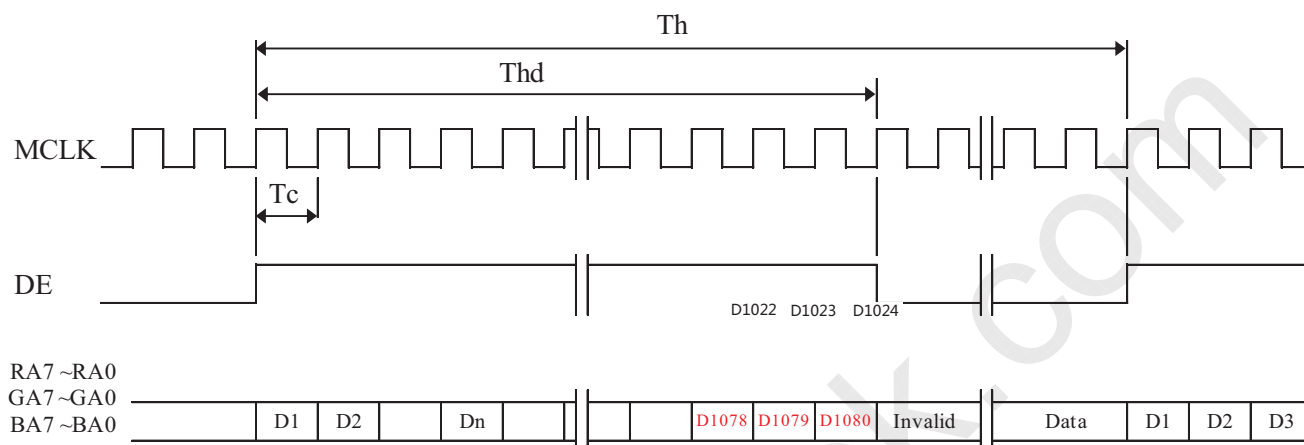 Th
Thd
MCLK
Tc
DE
D1022 D1023 D1024
RA7 ~RA0
GA7 ~GA0
BA7 ~BA0
D1 D2 Dn D1078 D1079 D1080 Invalid Data D1 D2 D3
k.com